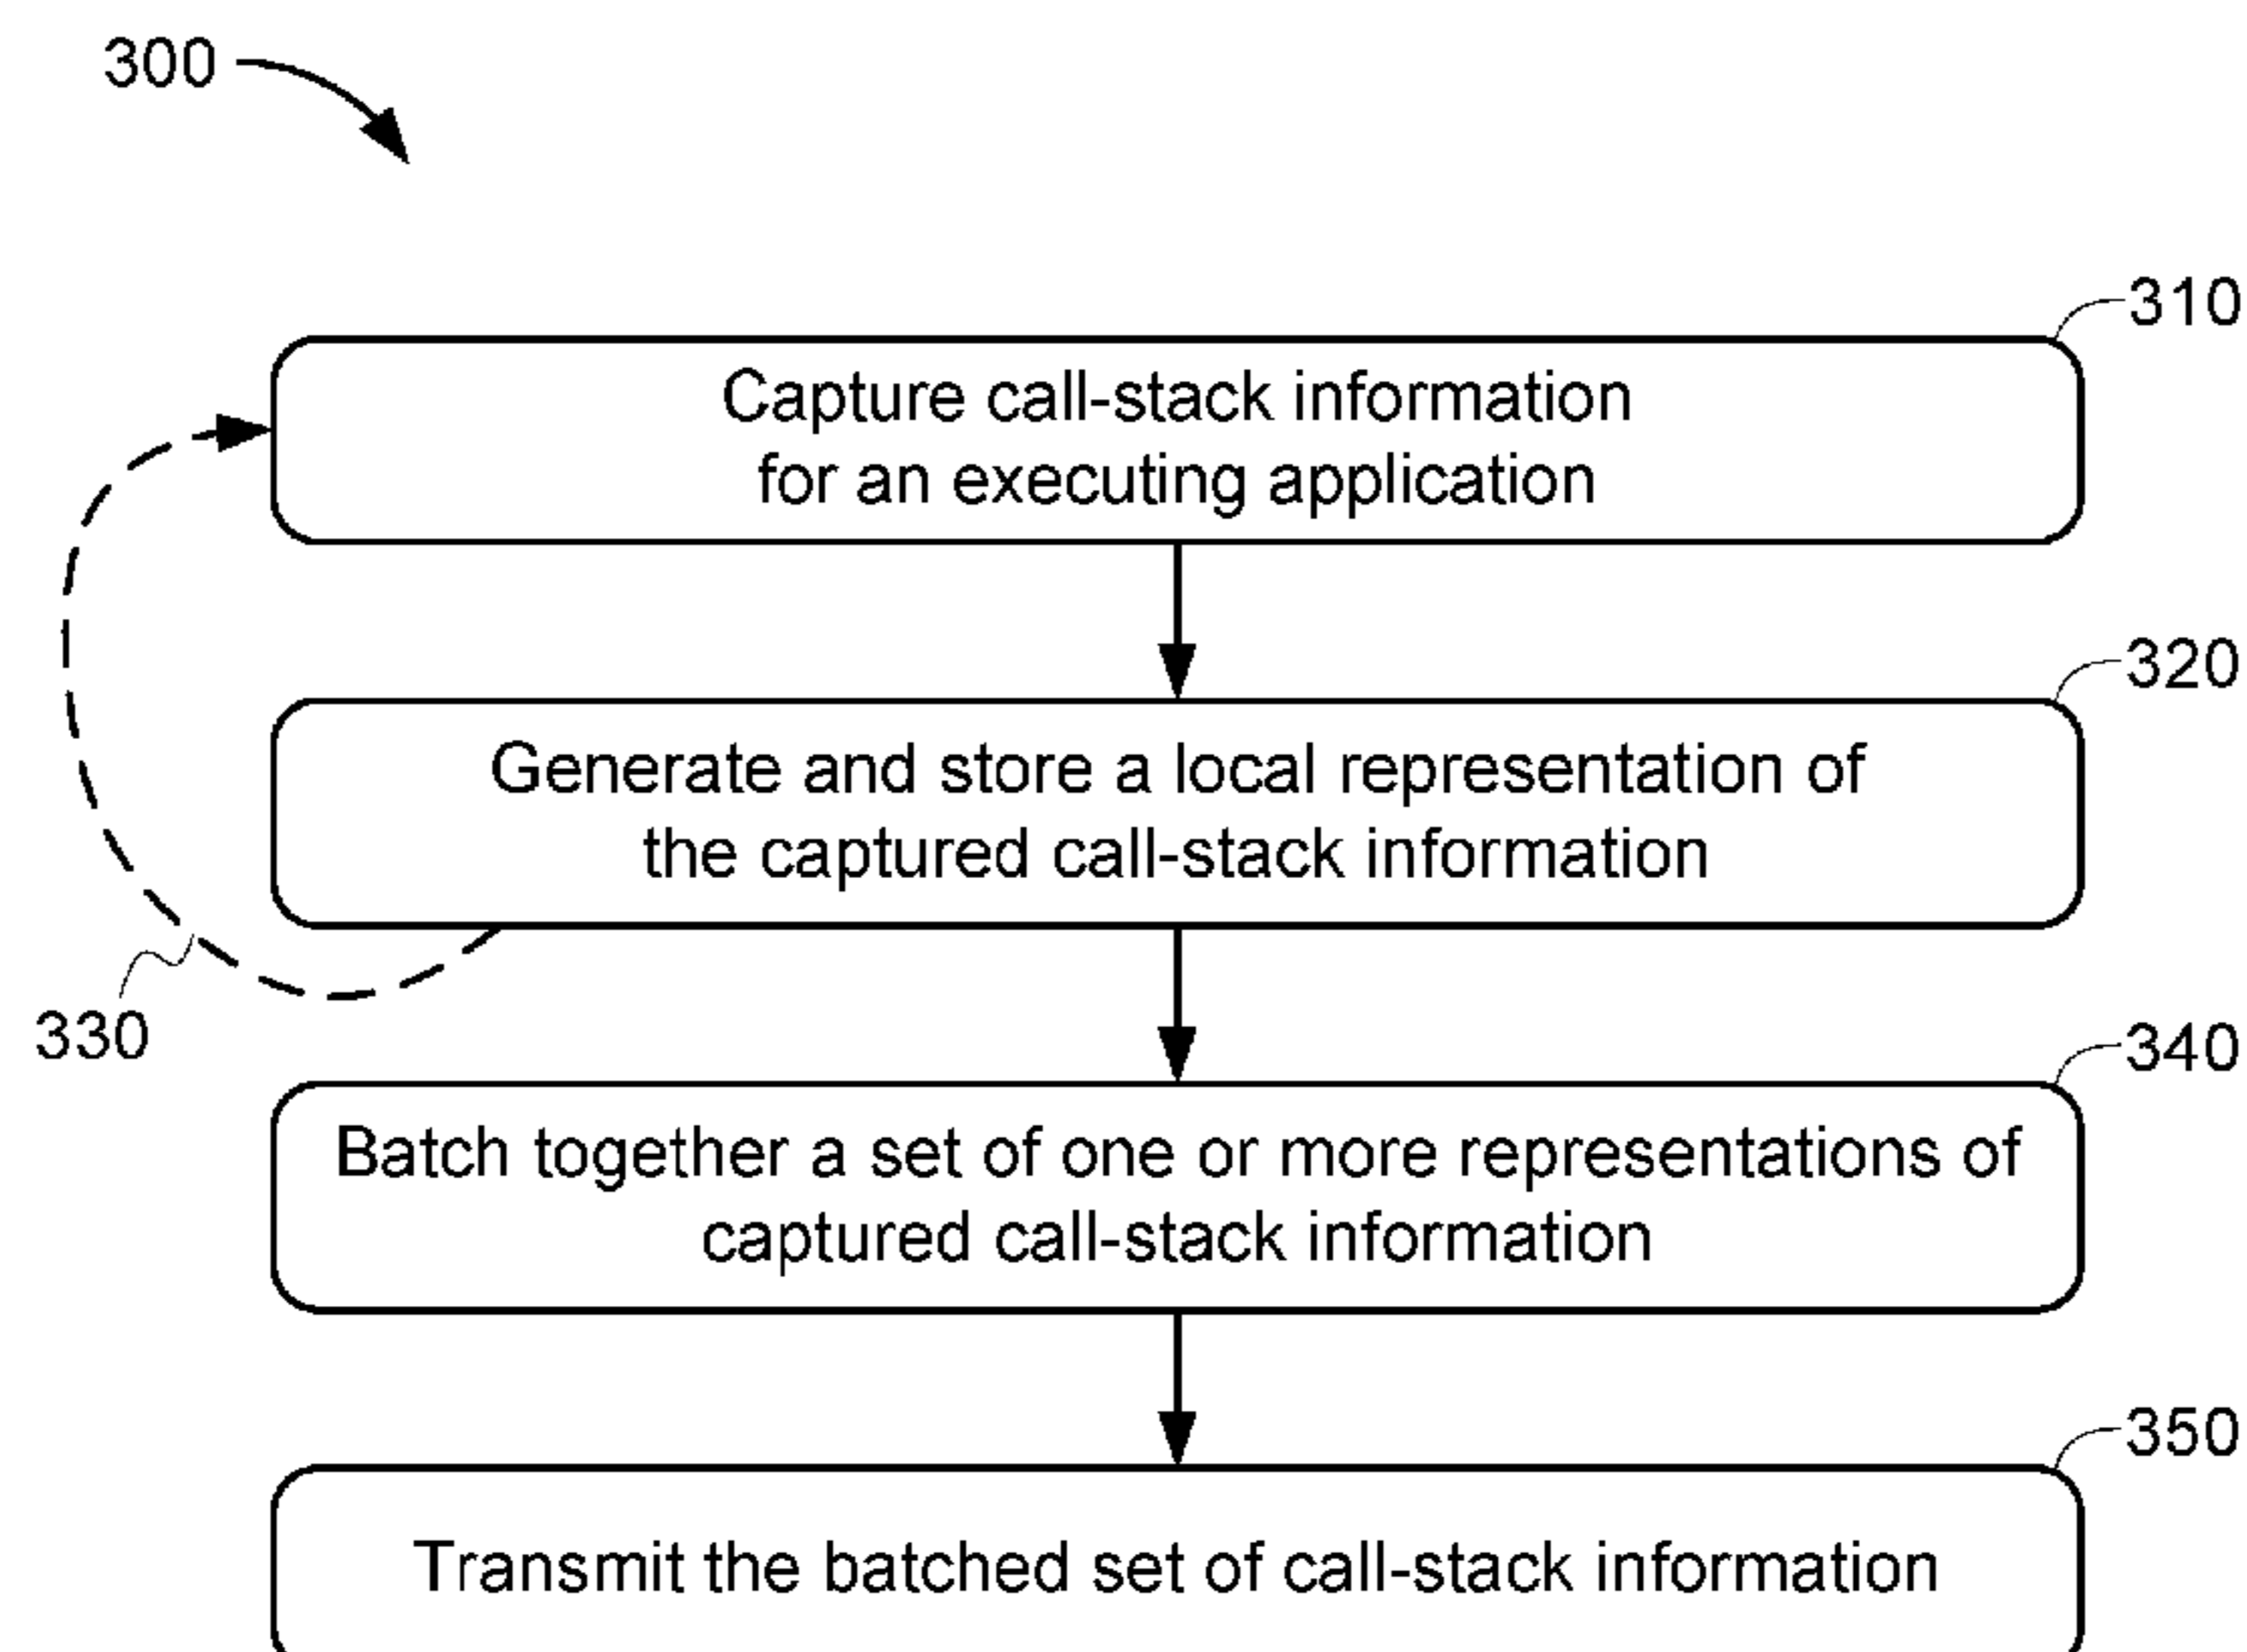 300
310
Capture call-stack information
for an executing application
320
Generate and store a local representation of
the captured call-stack information
330
340
Batch together a set of one or more representations of
captured call-stack information
350
Transmit the batched set of call-stack information